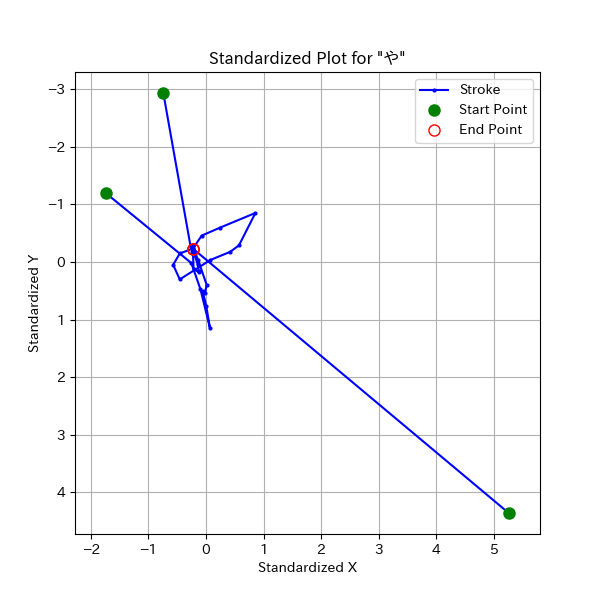 Standardized Plot for "や"
Stroke
Start Point
End Point
−3
−2
−1
0
1
2
3
4
Standardized Y
−2 −1 0 1 2 3 4 5
Standardized X